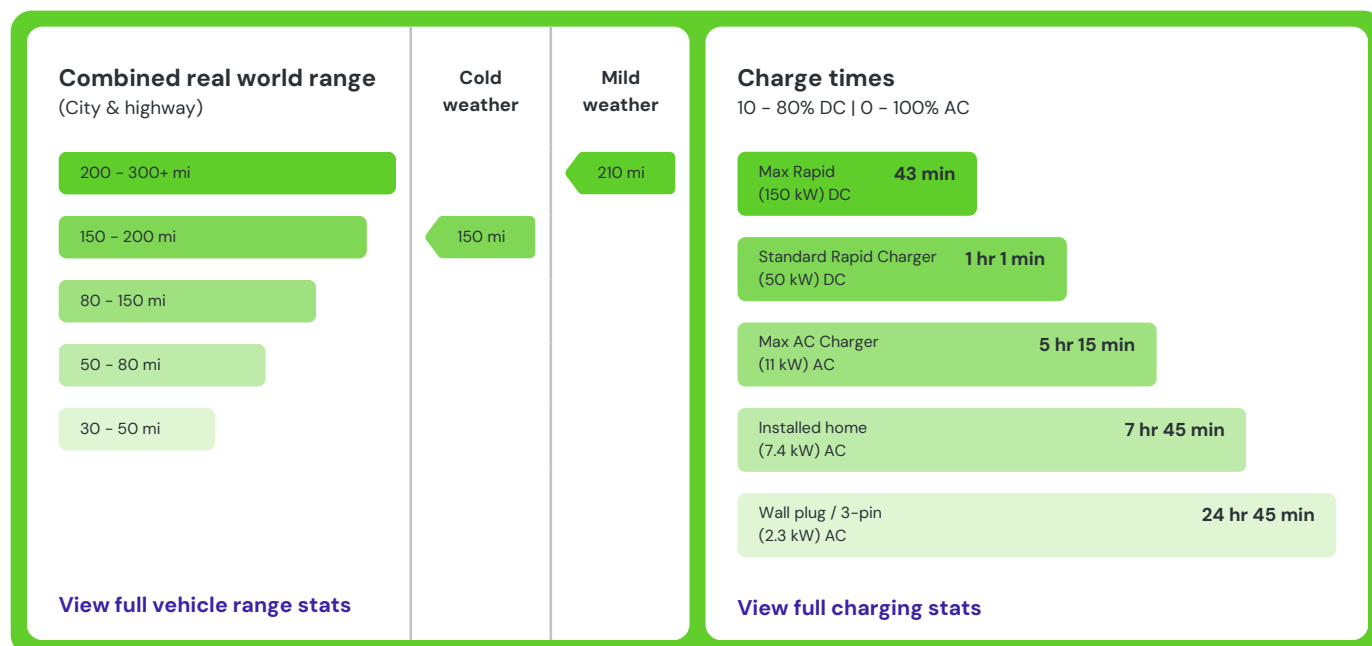 Combined real world range
(City & highway)
Cold
weather
Mild
weather
200 - 300+ mi
210 mi
150 - 200 mi
150 mi
80 - 150 mi
50 - 80 mi
30 - 50 mi
View full vehicle range stats
Charge times
10 - 80% DC | 0 - 100% AC
Max Rapid
(150 kW) DC
43 min
Standard Rapid Charger
(50 kW) DC
1 hr 1 min
Max AC Charger
(11 kW) AC
5 hr 15 min
Installed home
(7.4 kW) AC
7 hr 45 min
Wall plug / 3-pin
(2.3 kW) AC
24 hr 45 min
View full charging stats